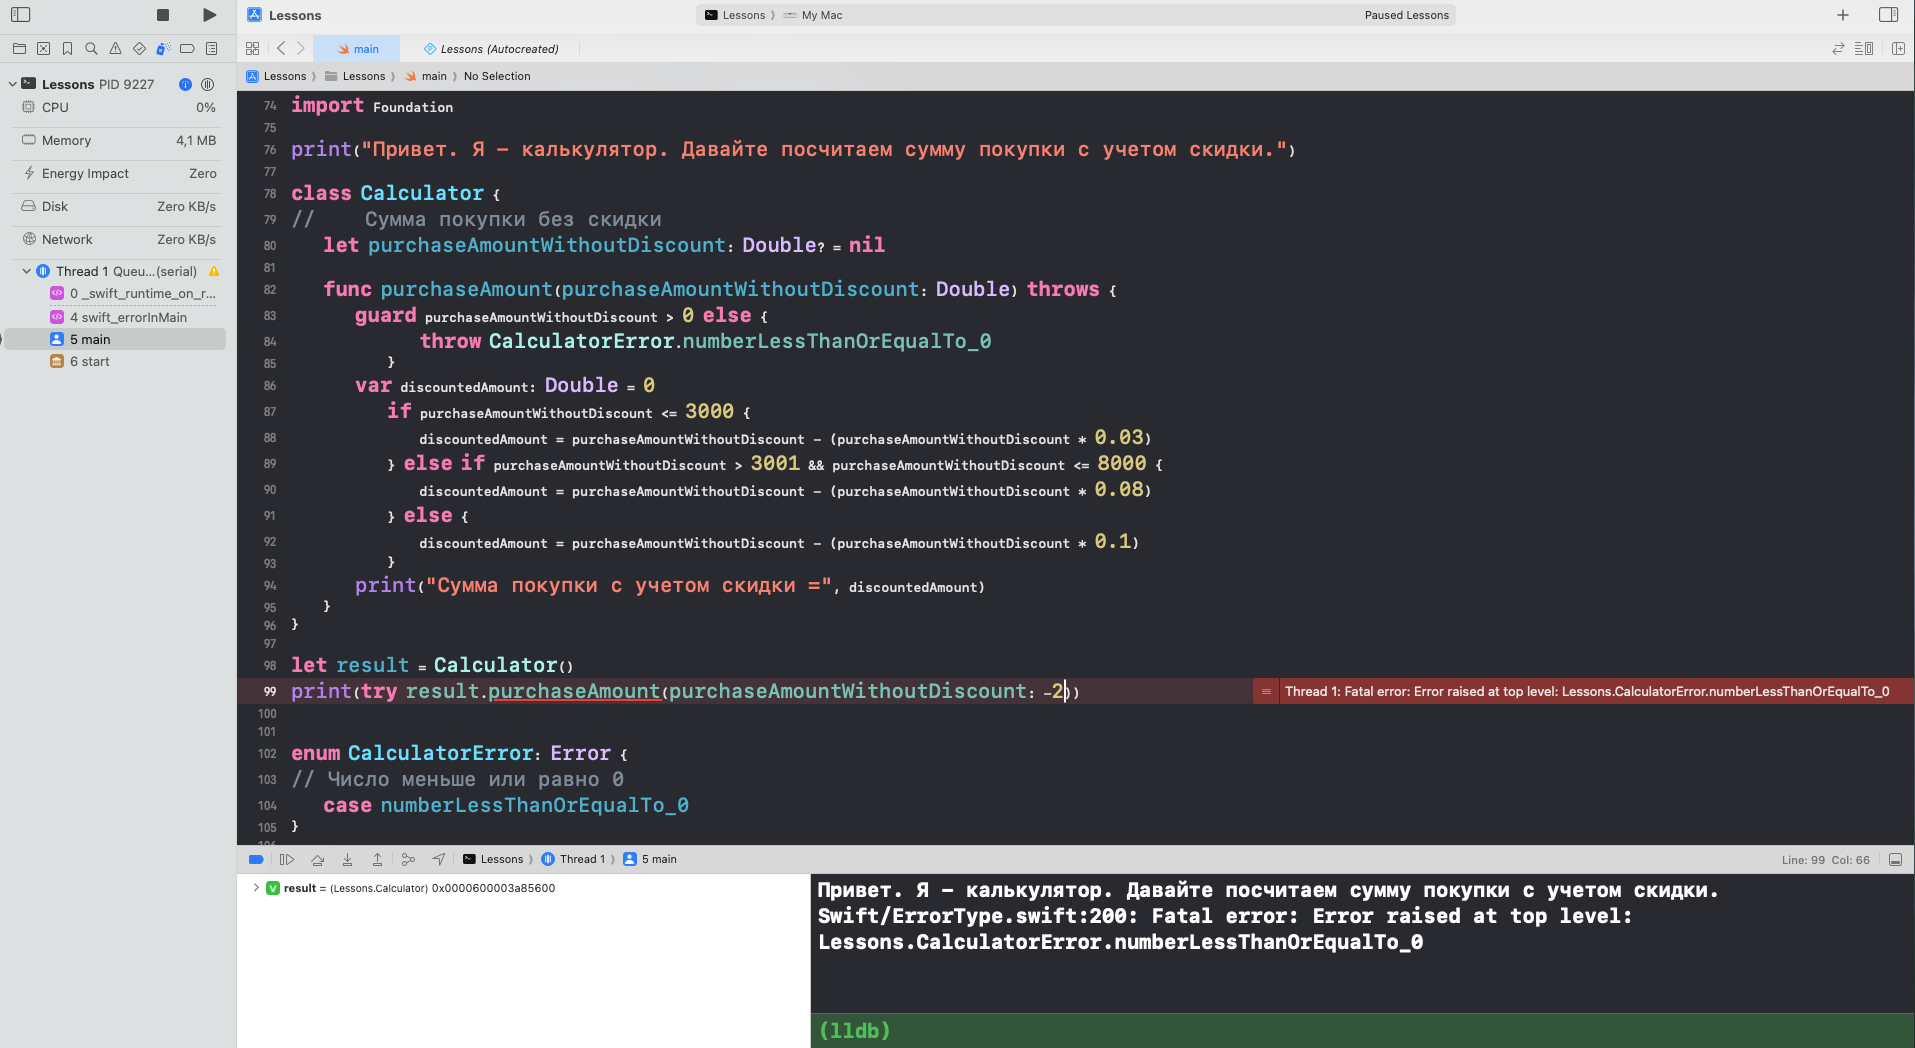 Lessons
Lessons ⟩ My Mac
Paused Lessons
main
Lessons (Autocreated)
Lessons PID 9227
Lessons ⟩ Lessons ⟩ main ⟩ No Selection
CPU 0%
Memory 4,1 MB
Energy Impact Zero
Disk Zero KB/s
Network Zero KB/s
Thread 1 Queu...(serial)
0 _swift_runtime_on_r...
4 swift_errorInMain
5 main
6 start
74 import Foundation
75
76 print("Привет. Я – калькулятор. Давайте посчитаем сумму покупки с учетом скидки.")
77
78 class Calculator {
79 // Сумма покупки без скидки
80 let purchaseAmountWithoutDiscount: Double? = nil
81
82 func purchaseAmount(purchaseAmountWithoutDiscount: Double) throws {
83 guard purchaseAmountWithoutDiscount > 0 else {
84 throw CalculatorError.numberLessThanOrEqualTo_0
85 }
86 var discountedAmount: Double = 0
87 if purchaseAmountWithoutDiscount <= 3000 {
88 discountedAmount = purchaseAmountWithoutDiscount - (purchaseAmountWithoutDiscount * 0.03)
89 } else if purchaseAmountWithoutDiscount > 3001 && purchaseAmountWithoutDiscount <= 8000 {
90 discountedAmount = purchaseAmountWithoutDiscount - (purchaseAmountWithoutDiscount * 0.08)
91 } else {
92 discountedAmount = purchaseAmountWithoutDiscount - (purchaseAmountWithoutDiscount * 0.1)
93 }
94 print("Сумма покупки с учетом скидки =", discountedAmount)
95 }
96 }
97
98 let result = Calculator()
99 print(try result.purchaseAmount(purchaseAmountWithoutDiscount: -2)) Thread 1: Fatal error: Error raised at top level: Lessons.CalculatorError.numberLessThanOrEqualTo_0
100
101
102 enum CalculatorError: Error {
103 // Число меньше или равно 0
104 case numberLessThanOrEqualTo_0
105 }
Lessons ⟩ Thread 1 ⟩ 5 main
Line: 99 Col: 66
V result = (Lessons.Calculator) 0x0000600003a85600
Привет. Я – калькулятор. Давайте посчитаем сумму покупки с учетом скидки.
Swift/ErrorType.swift:200: Fatal error: Error raised at top level:
Lessons.CalculatorError.numberLessThanOrEqualTo_0
(lldb)